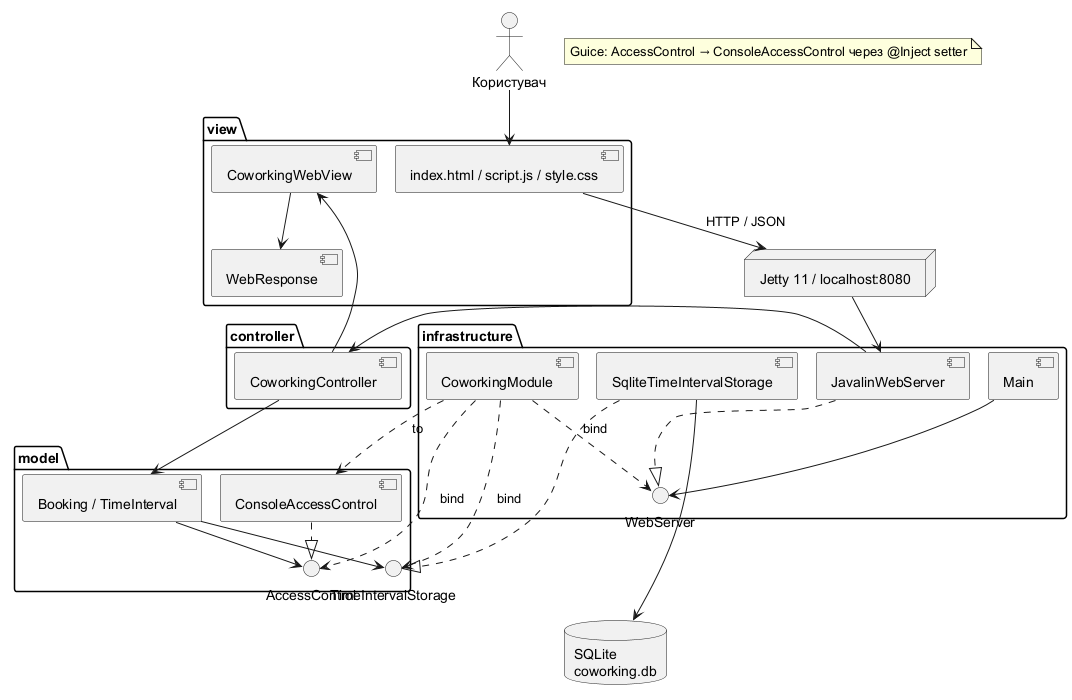 Користувач
Guice: AccessControl → ConsoleAccessControl через @Inject setter
view
CoworkingWebView
index.html / script.js / style.css
HTTP / JSON
WebResponse
Jetty 11 / localhost:8080
controller
CoworkingController
infrastructure
CoworkingModule
SqliteTimeIntervalStorage
JavalinWebServer
Main
to
bind
model
Booking / TimeInterval
ConsoleAccessControl
bind
bind
WebServer
AccessControl
TimeIntervalStorage
SQLite
coworking.db